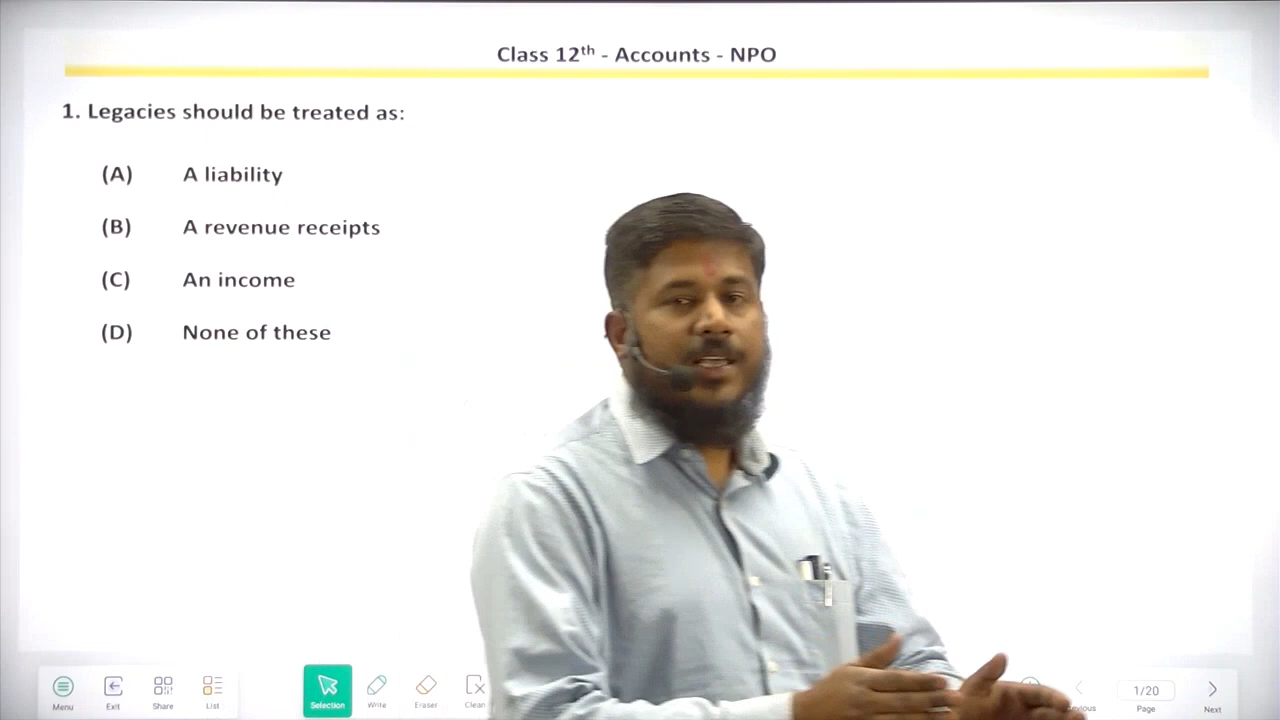 Class 12th - Accounts - NPO
1. Legacies should be treated as:
(A) A liability
(B) A revenue receipts
(C) An income
(D) None of these
Menu Exit Share List Selection Write Eraser Clean 1/20 Page Next